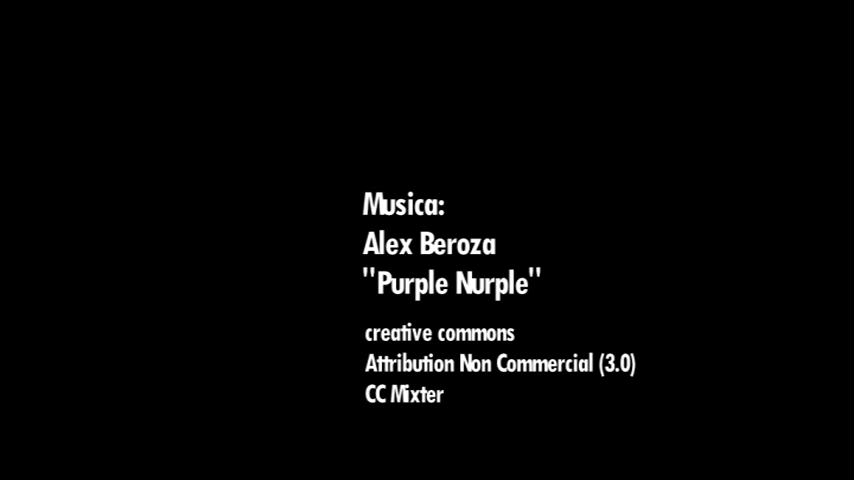 Musica:
Alex Beroza
"Purple Nurple"
creative commons
Attribution Non Commercial (3.0)
CC Mixter